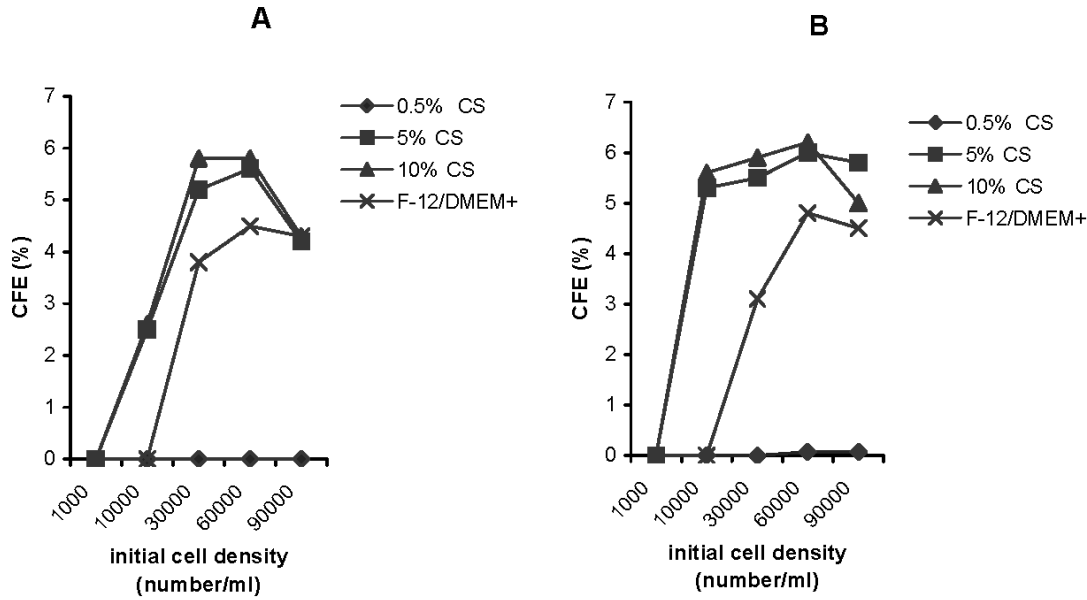 A
7
6
5
4
3
2
1
0
CFE (%)
1000
10000
30000
60000
90000
initial cell density
(number/ml)
0.5% CS
5% CS
10% CS
F-12/DMEM+
B
7
6
5
4
3
2
1
0
CFE (%)
1000
10000
30000
60000
90000
initial cell density
(number/ml)
0.5% CS
5% CS
10% CS
F-12/DMEM+